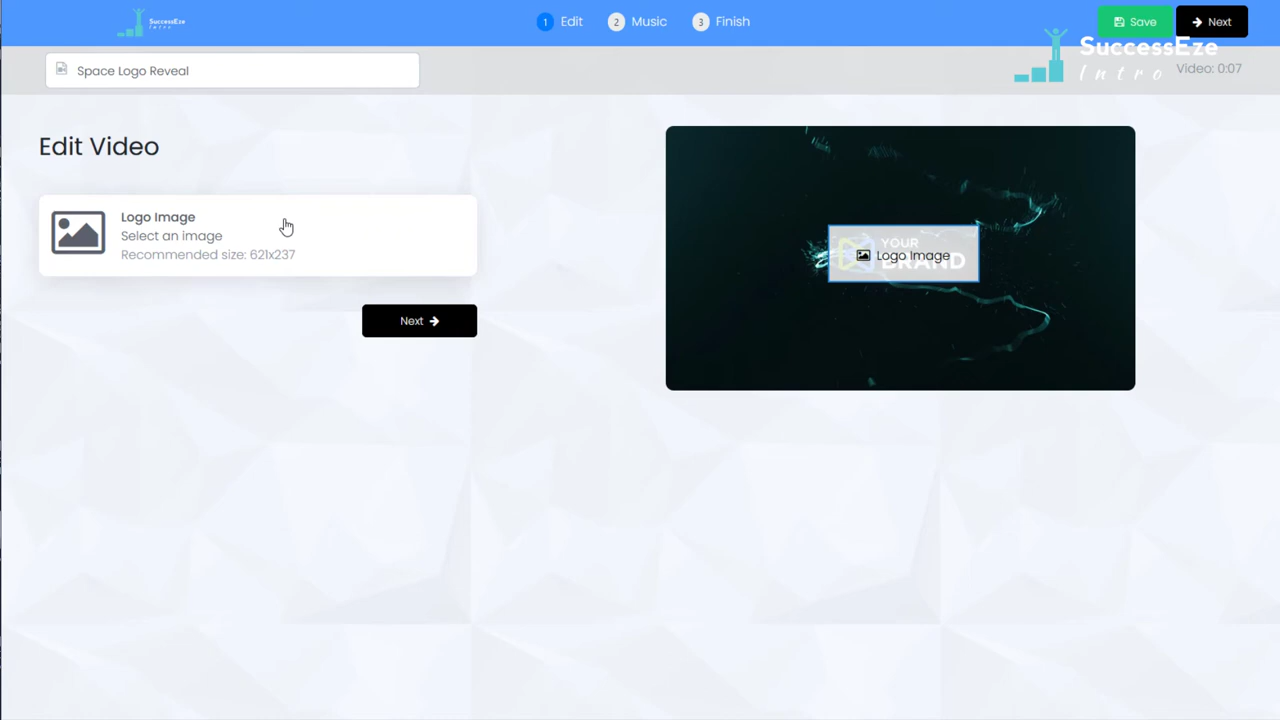 SuccessEze
Intro
1 Edit
2 Music
3 Finish
Save
Next
Space Logo Reveal
SuccessEze
Intro
Video: 0:07
Edit Video
Logo Image
Select an image
Recommended size: 621x237
Next
YOUR
BRAND
Logo Image